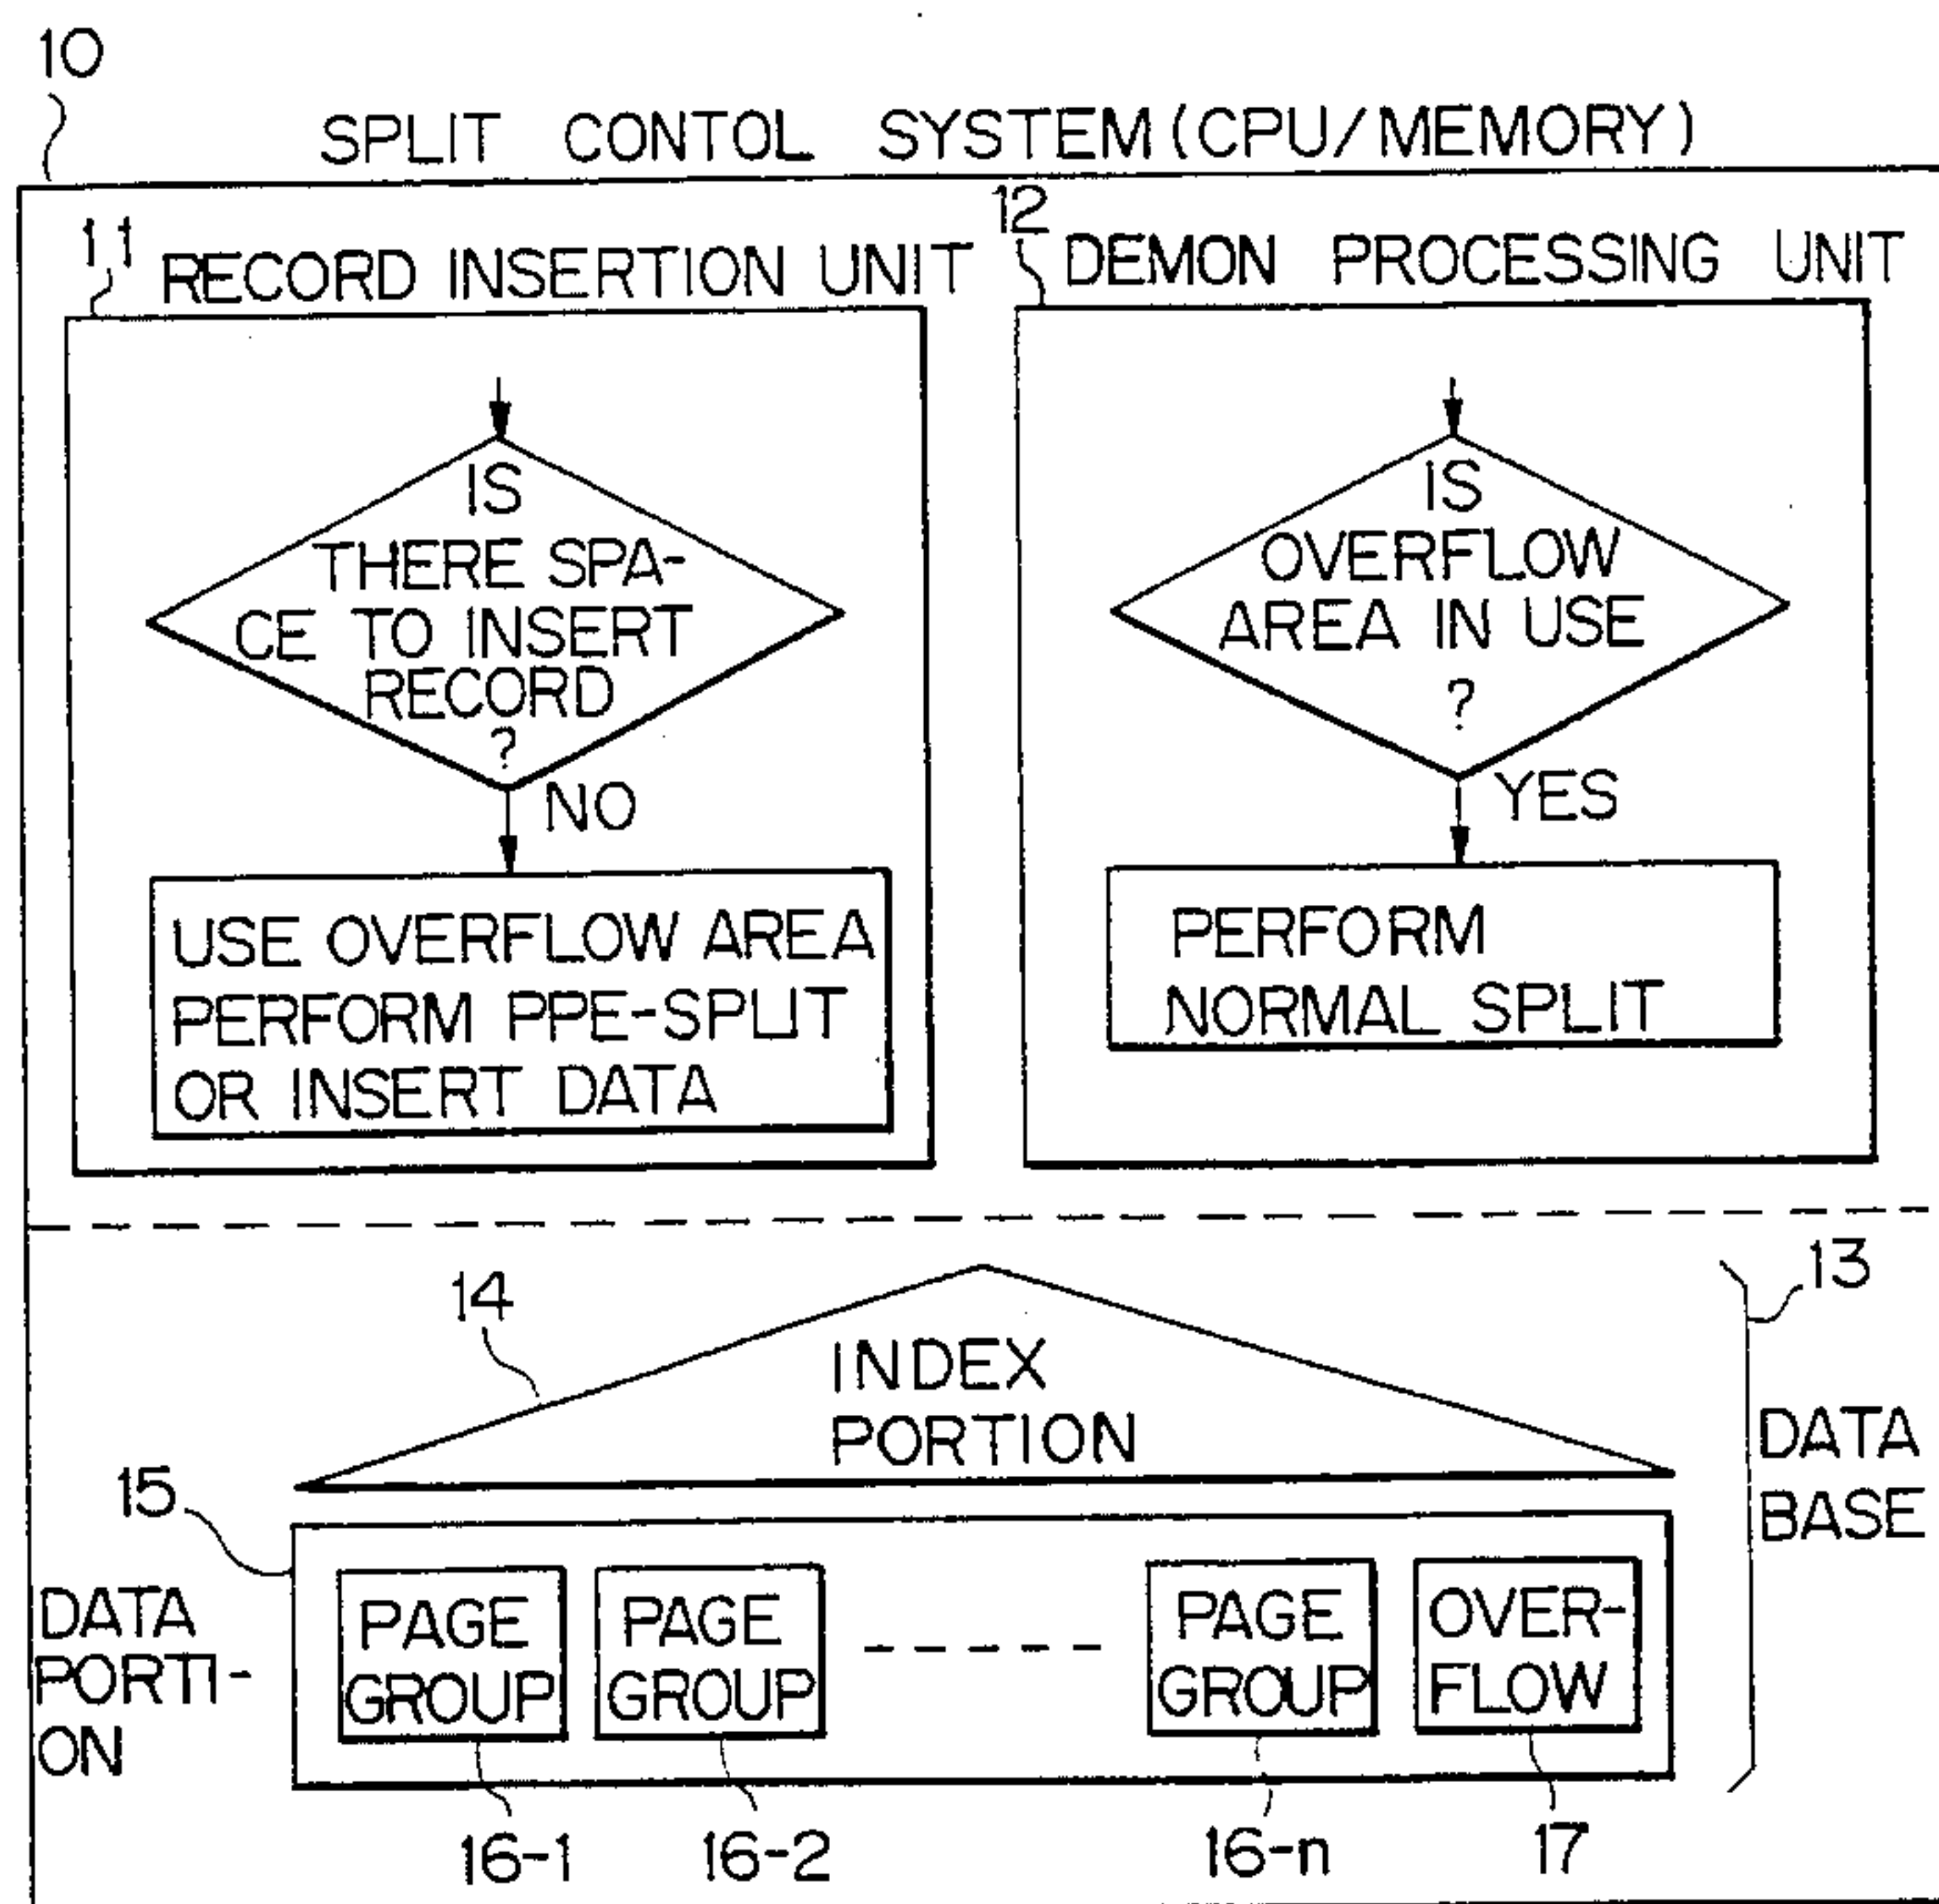 10
SPLIT CONTOL SYSTEM(CPU/MEMORY)
11
RECORD INSERTION UNIT
IS
THERE SPA-
CE TO INSERT
RECORD
?
NO
USE OVERFLOW AREA
PERFORM PPE-SPLIT
OR INSERT DATA
12
DEMON PROCESSING UNIT
IS
OVERFLOW
AREA IN USE
?
YES
PERFORM
NORMAL SPLIT
13
DATA
BASE
14
INDEX
PORTION
15
DATA
PORTI-
ON
PAGE
GROUP
PAGE
GROUP
PAGE
GROUP
OVER-
FLOW
16-1
16-2
16-n
17